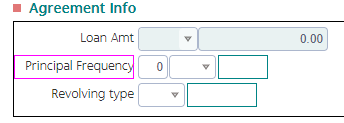 Agreement Info
Loan Amt 0.00
Principal Frequency 0
Revolving type